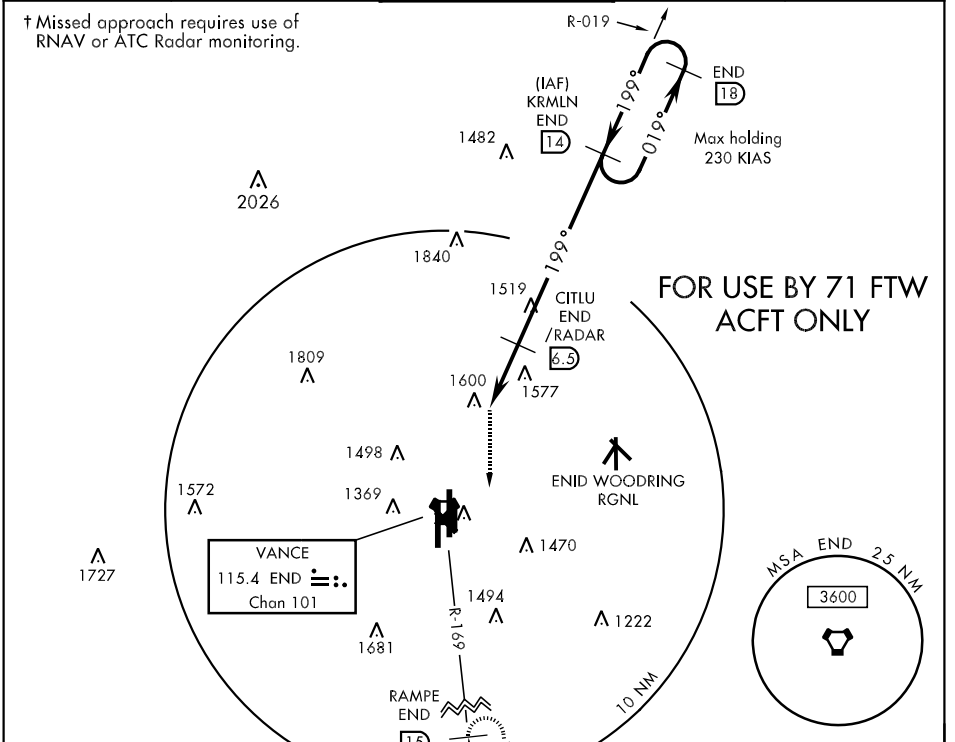 † Missed approach requires use of
RNAV or ATC Radar monitoring.
R-019
(IAF)
KRMLN
END
14
END
18
199°
019°
Max holding
230 KIAS
1482
2026
1840
199°
FOR USE BY 71 FTW
ACFT ONLY
1519
CITLU
END
/RADAR
6.5
1809
1600
1577
1498
ENID WOODRING
RGNL
1572
1369
1470
VANCE
115.4 END
Chan 101
1727
MSA END 25 NM
3600
1494
1222
R-169
1681
10 NM
RAMPE
END
15